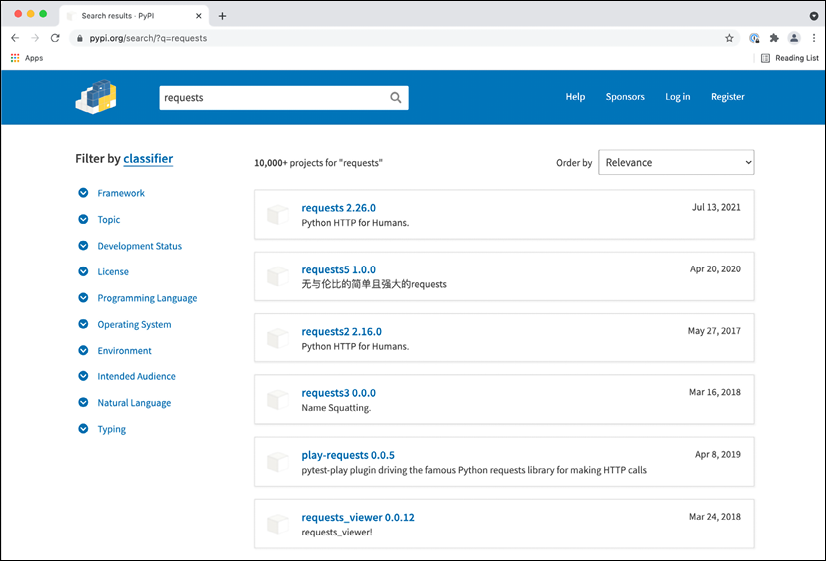 Search results · PyPI
pypi.org/search/?q=requests
Apps
Reading List
requests
Help
Sponsors
Log in
Register
Filter by classifier
Framework
Topic
Development Status
License
Programming Language
Operating System
Environment
Intended Audience
Natural Language
Typing
10,000+ projects for "requests"
Order by
Relevance
requests 2.26.0
Jul 13, 2021
Python HTTP for Humans.
requests5 1.0.0
Apr 20, 2020
无与伦比的简单且强大的requests
requests2 2.16.0
May 27, 2017
Python HTTP for Humans.
requests3 0.0.0
Mar 16, 2018
Name Squatting.
play-requests 0.0.5
Apr 8, 2019
pytest-play plugin driving the famous Python requests library for making HTTP calls
requests_viewer 0.0.12
Mar 24, 2018
requests_viewer!